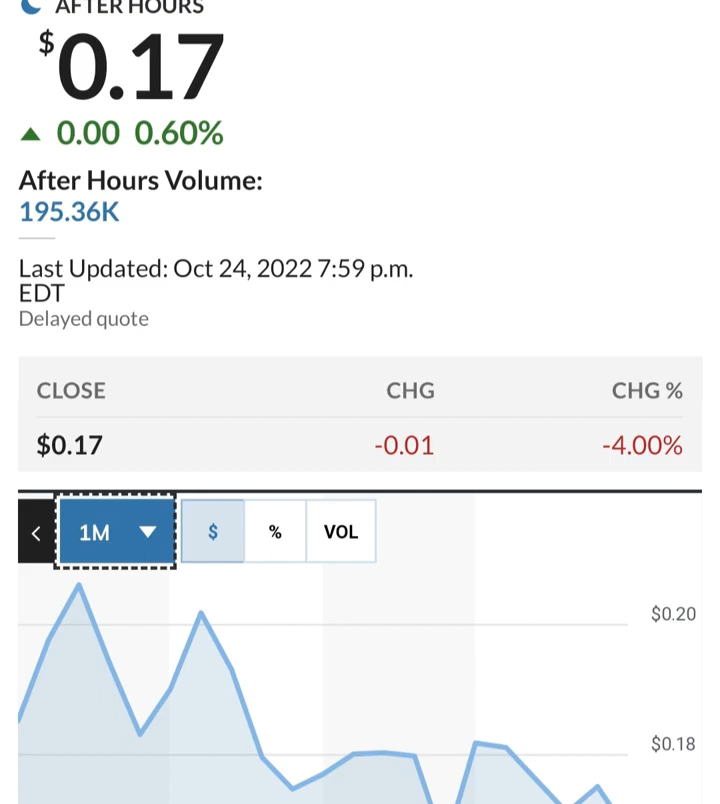 AFTER HOURS
$0.17
0.00 0.60%
After Hours Volume:
195.36K
Last Updated: Oct 24, 2022 7:59 p.m.
EDT
Delayed quote
CLOSE CHG CHG %
$0.17 -0.01 -4.00%
1M $ % VOL
$0.20
$0.18